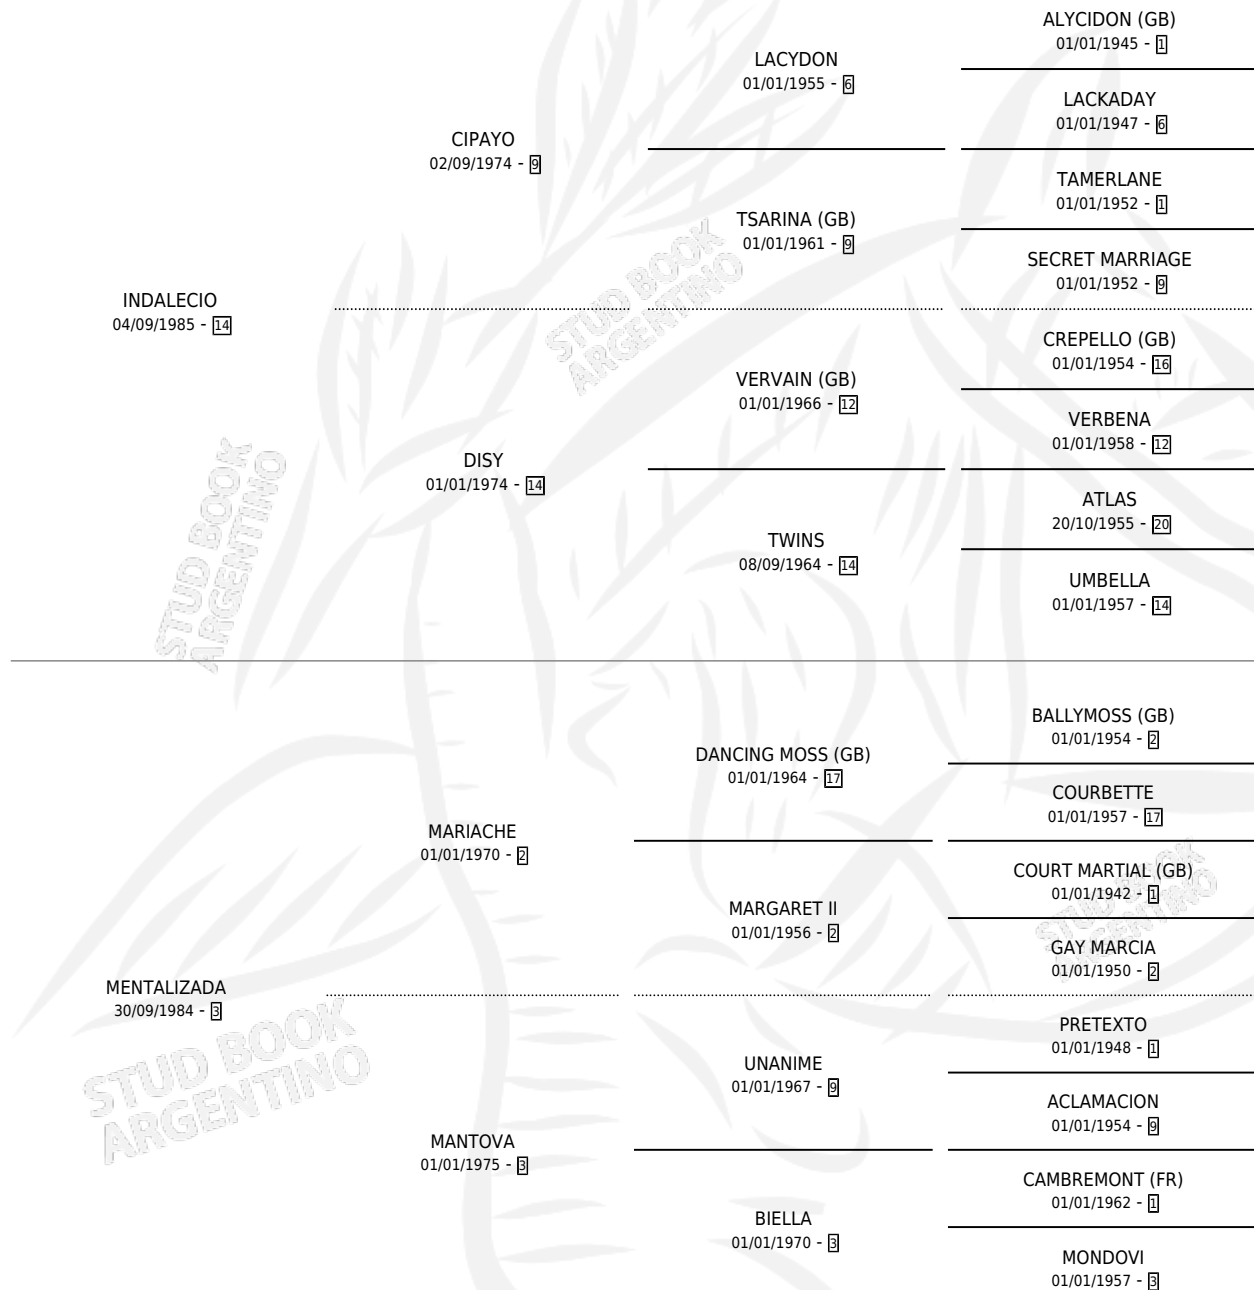 ALYCIDON (GB)
01/01/1945 - 1
LACYDON
01/01/1955 - 6
LACKADAY
01/01/1947 - 6
CIPAYO
02/09/1974 - 9
TAMERLANE
01/01/1952 - 1
TSARINA (GB)
01/01/1961 - 9
SECRET MARRIAGE
01/01/1952 - 9
INDALECIO
04/09/1985 - 14
STUD BOOK
ARGENTINO
CREPELLO (GB)
01/01/1954 - 16
VERVAIN (GB)
01/01/1966 - 12
VERBENA
01/01/1958 - 12
DISY
01/01/1974 - 14
ATLAS
20/10/1955 - 20
TWINS
08/09/1964 - 14
UMBELLA
01/01/1957 - 14
STUD BOOK
ARGENTINO
BALLYMOSS (GB)
01/01/1954 - 2
DANCING MOSS (GB)
01/01/1964 - 17
COURBETTE
01/01/1957 - 17
MARIACHE
01/01/1970 - 2
COURT MARTIAL (GB)
01/01/1942 - 1
MARGARET II
01/01/1956 - 2
GAY MARCIA
01/01/1950 - 2
STUD BOOK
ARGENTINO
MENTALIZADA
30/09/1984 - 3
STUD BOOK
ARGENTINO
PRETEXTO
01/01/1948 - 1
UNANIME
01/01/1967 - 9
ACLAMACION
01/01/1954 - 9
MANTOVA
01/01/1975 - 3
CAMBREMONT (FR)
01/01/1962 - 1
BIELLA
01/01/1970 - 3
MONDOVI
01/01/1957 - 3